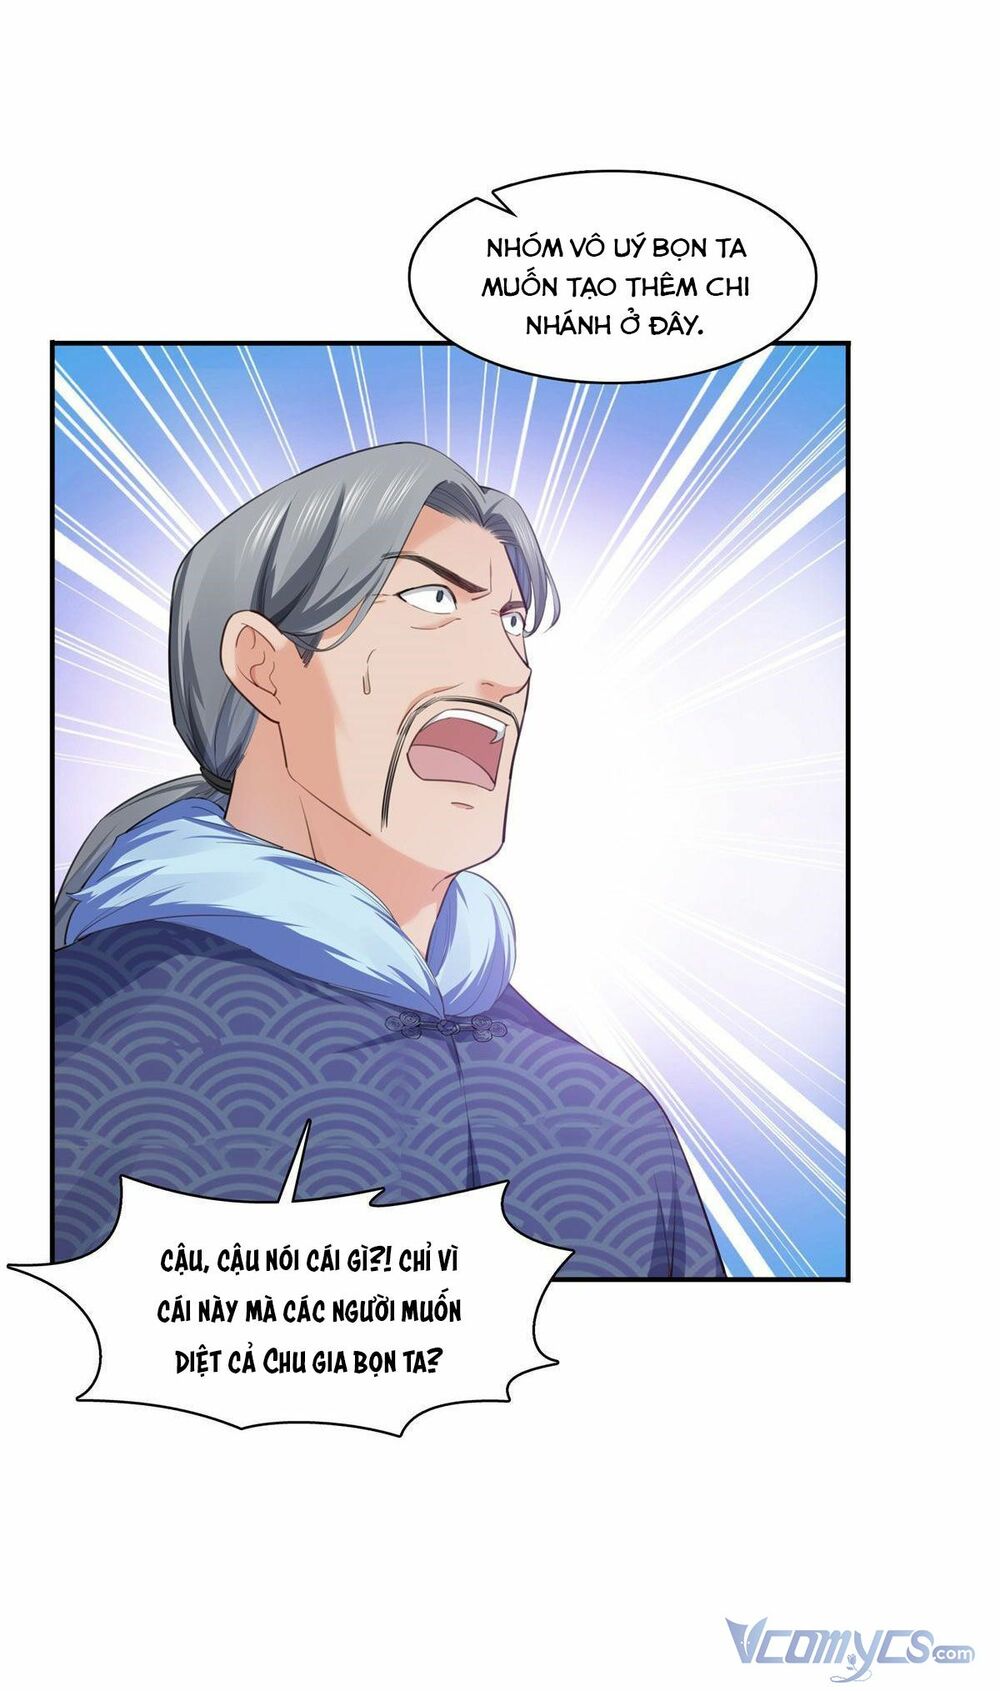 NHÓM VÔ UÝ BỌN TA
MUỐN TẠO THÊM CHI
NHÁNH Ở ĐÂY.
CẬU, CẬU NÓI CÁI GÌ?! CHỈ VÌ
CÁI NÀY MÀ CÁC NGƯỜI MUỐN
DIỆT CẢ CHU GIA BỌN TA?
VCOMYCS.com